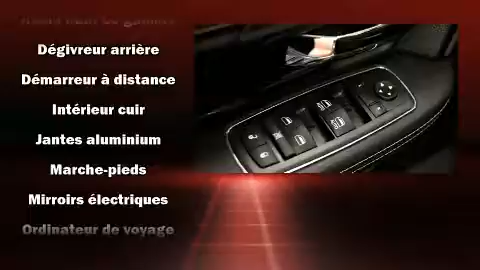 Dégivreur arrière
Démarreur à distance
Intérieur cuir
Jantes aluminium
Marche-pieds
Mirroirs électriques
Ordinateur de voyage